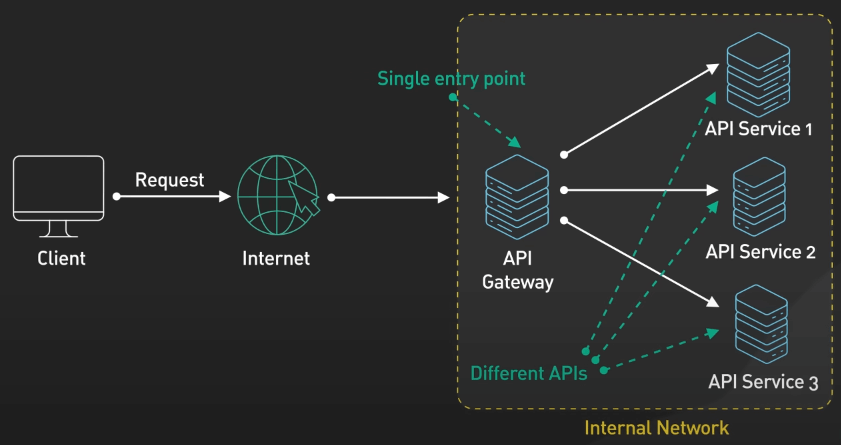 Single entry point
API Service 1
Request
Client
Internet
API
Gateway
API Service 2
Different APIs
API Service 3
Internal Network